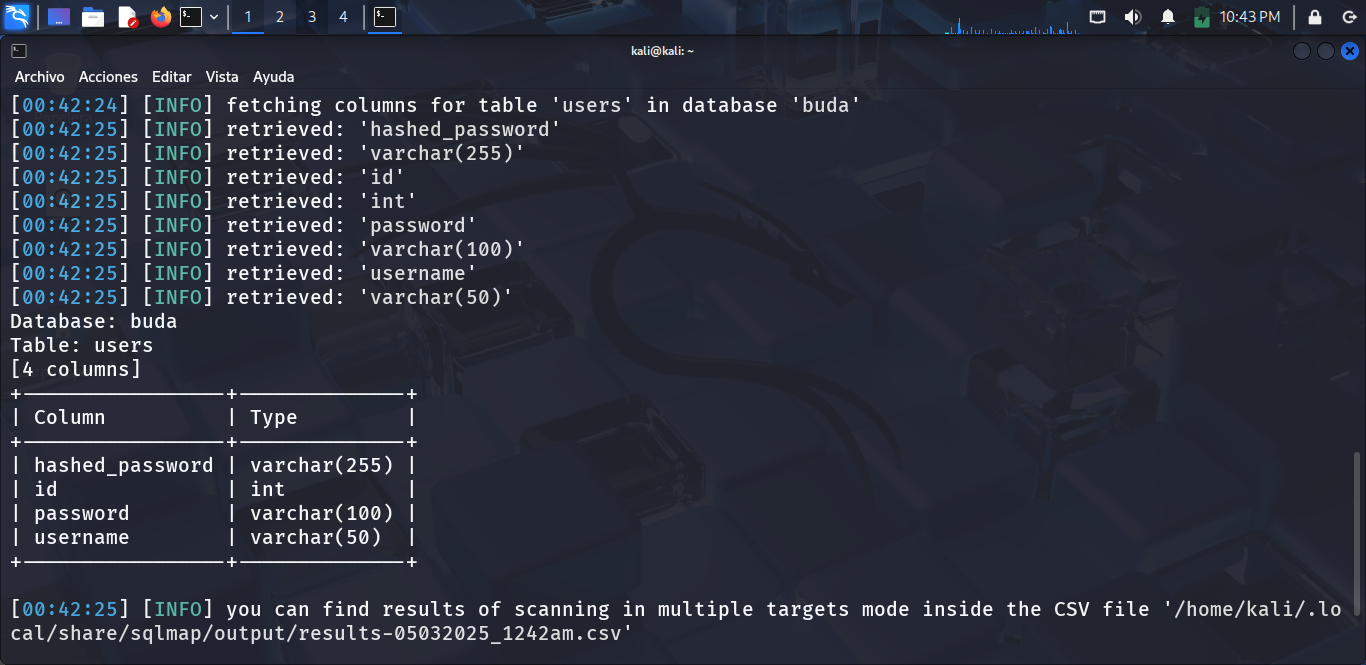 1 2 3 4 10:43 PM
kali@kali: ~
Archivo Acciones Editar Vista Ayuda
[00:42:24] [INFO] fetching columns for table 'users' in database 'buda'
[00:42:25] [INFO] retrieved: 'hashed_password'
[00:42:25] [INFO] retrieved: 'varchar(255)'
[00:42:25] [INFO] retrieved: 'id'
[00:42:25] [INFO] retrieved: 'int'
[00:42:25] [INFO] retrieved: 'password'
[00:42:25] [INFO] retrieved: 'varchar(100)'
[00:42:25] [INFO] retrieved: 'username'
[00:42:25] [INFO] retrieved: 'varchar(50)'
Database: buda
Table: users
[4 columns]
+-----------------+--------------+
| Column          | Type         |
+-----------------+--------------+
| hashed_password | varchar(255) |
| id              | int          |
| password        | varchar(100) |
| username        | varchar(50)  |
+-----------------+--------------+
[00:42:25] [INFO] you can find results of scanning in multiple targets mode inside the CSV file '/home/kali/.lo
cal/share/sqlmap/output/results-05032025_1242am.csv'